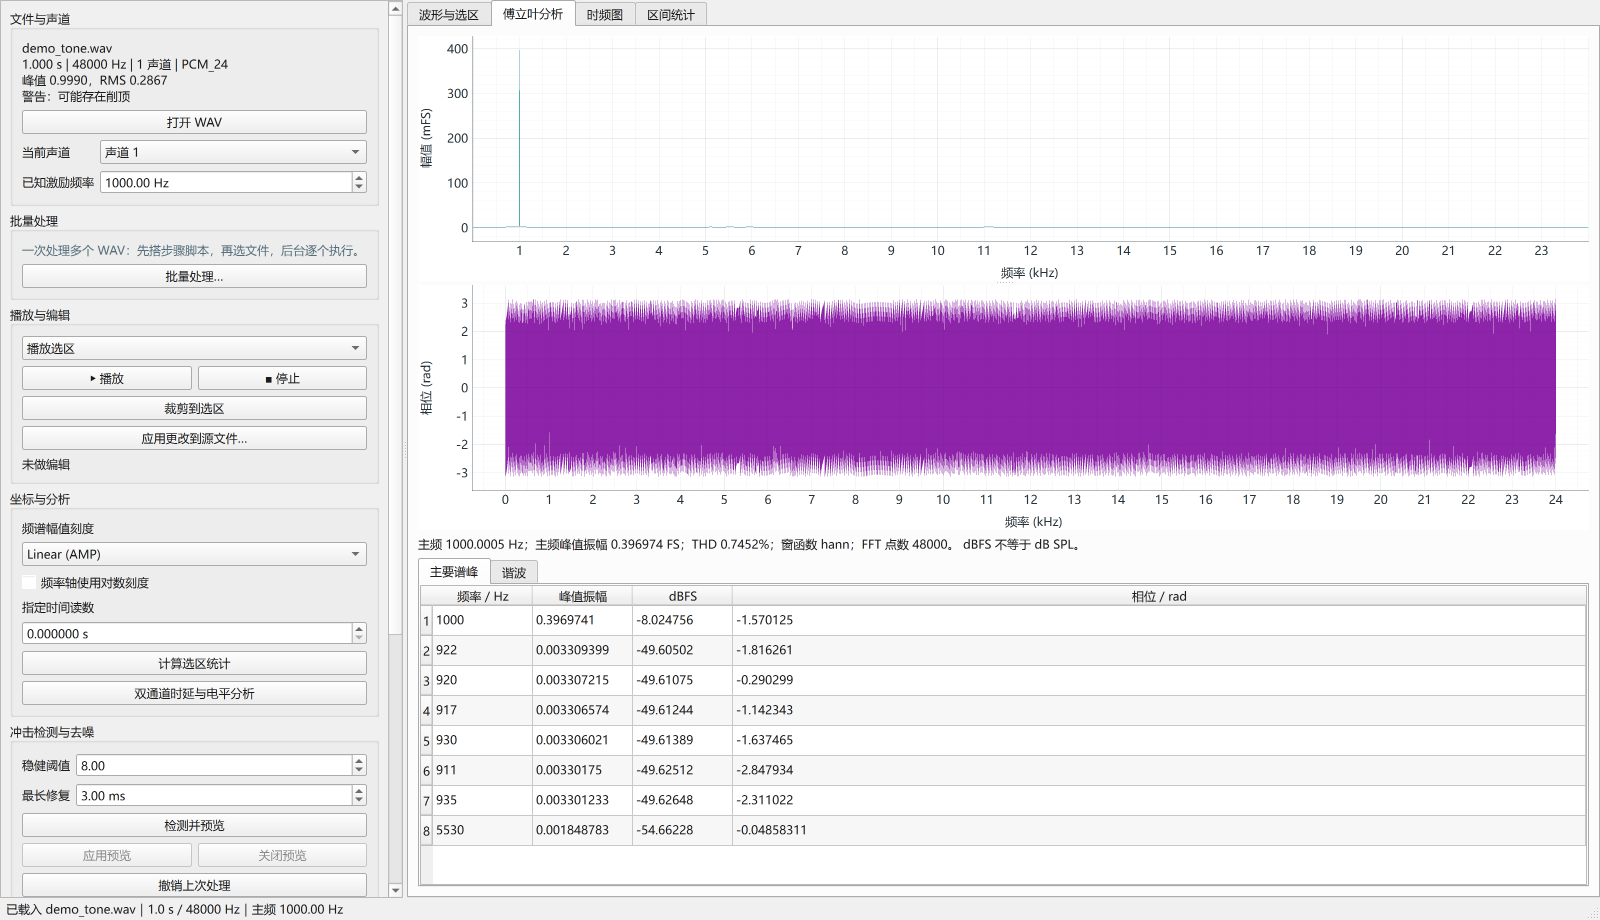 文件与声道
demo_tone.wav
1.000 s | 48000 Hz | 1 声道 | PCM_24
峰值 0.9990，RMS 0.2867
警告：可能存在削顶
打开 WAV
当前声道
声道 1
已知激励频率
1000.00 Hz
批量处理
一次处理多个 WAV：先搭步骤脚本，再选文件，后台逐个执行。
批量处理...
播放与编辑
播放选区
播放
停止
裁剪到选区
应用更改到源文件...
未做编辑
坐标与分析
频谱幅值刻度
Linear (AMP)
频率轴使用对数刻度
指定时间读数
0.000000 s
计算选区统计
双通道时延与电平分析
冲击检测与去噪
稳健阈值
8.00
最长修复
3.00 ms
检测并预览
应用预览
关闭预览
撤销上次处理
波形与选区
傅立叶分析
时频图
区间统计
幅值 (mFS)
400
300
200
100
0
1 2 3 4 5 6 7 8 9 10 11 12 13 14 15 16 17 18 19 20 21 22 23
频率 (kHz)
相位 (rad)
3
2
1
0
-1
-2
-3
0 1 2 3 4 5 6 7 8 9 10 11 12 13 14 15 16 17 18 19 20 21 22 23 24
频率 (kHz)
主频 1000.0005 Hz；主频峰值振幅 0.396974 FS；THD 0.7452%；窗函数 hann；FFT 点数 48000。 dBFS 不等于 dB SPL。
主要谱峰
谐波
频率 / Hz 峰值振幅 dBFS 相位 / rad
1 1000 0.3969741 -8.024756 -1.570125
2 922 0.003309399 -49.60502 -1.816261
3 920 0.003307215 -49.61075 -0.290299
4 917 0.003306574 -49.61244 -1.142343
5 930 0.003306021 -49.61389 -1.637465
6 911 0.00330175 -49.62512 -2.847934
7 935 0.003301233 -49.62648 -2.311022
8 5530 0.001848783 -54.66228 -0.04858311
已载入 demo_tone.wav | 1.0 s / 48000 Hz | 主频 1000.00 Hz